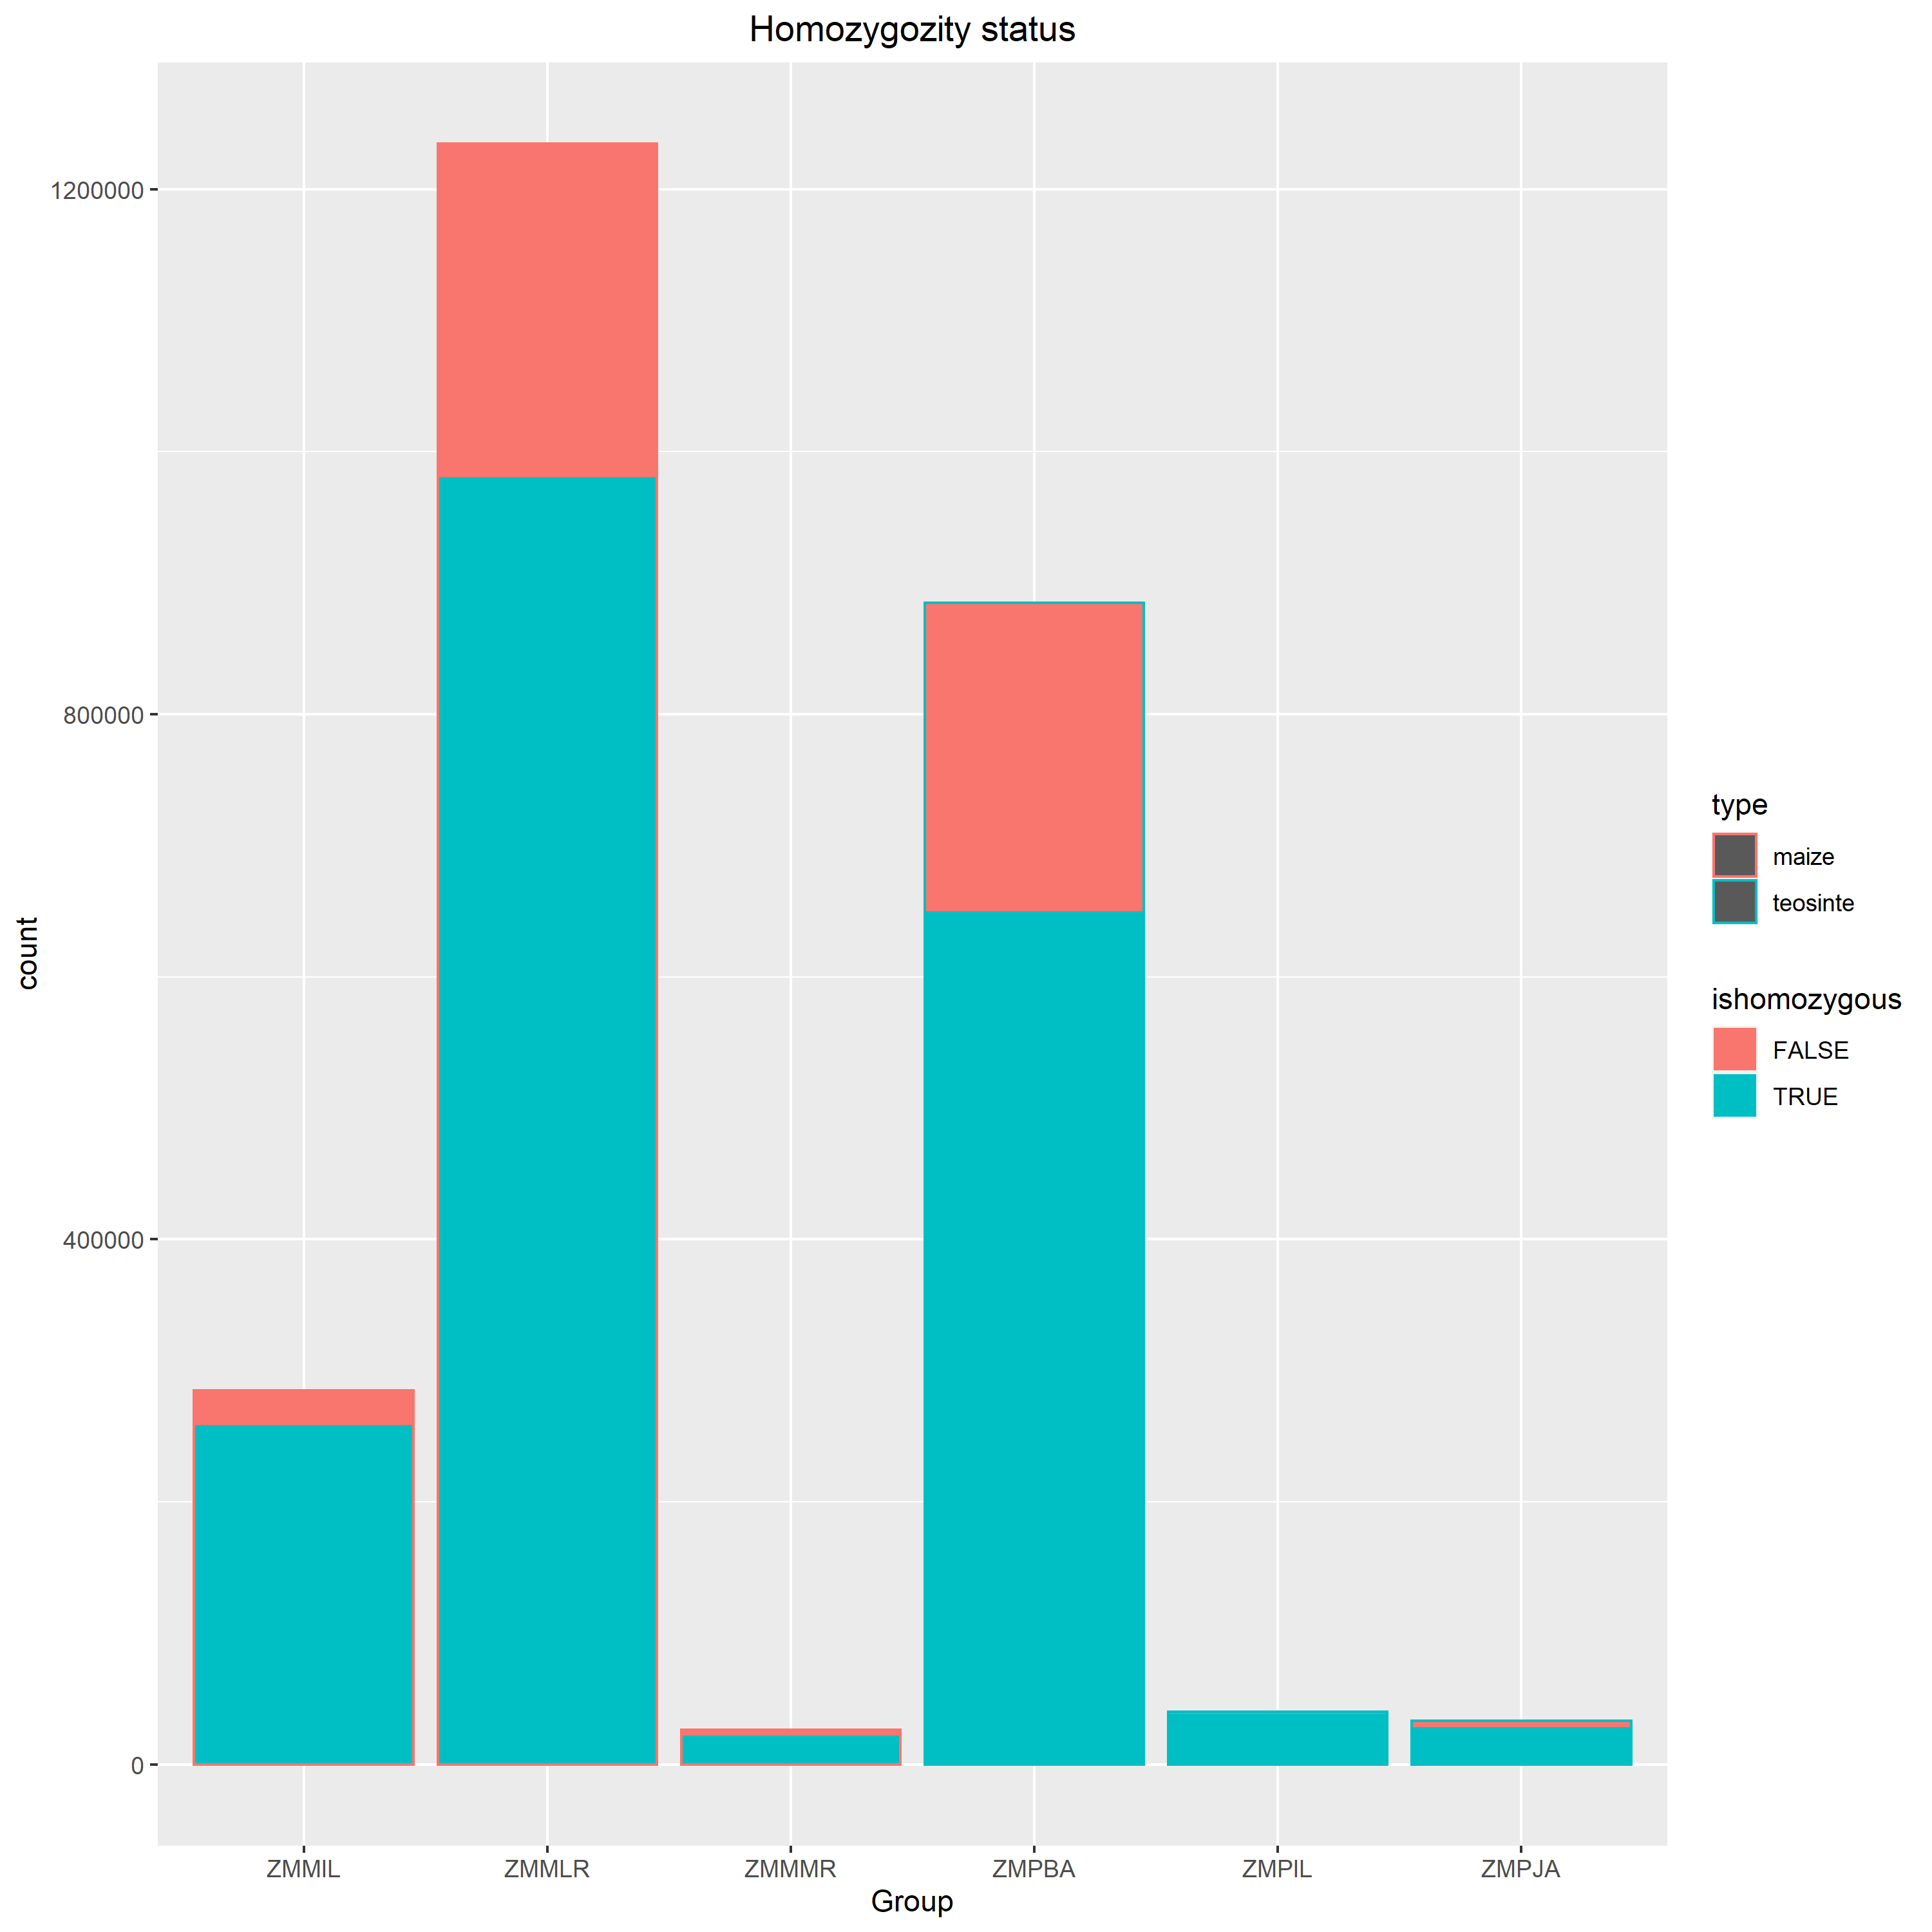 Homozygozity status
1200000
800000
400000
0
count
ZMMIL ZMMLR ZMMMR ZMPBA ZMPIL ZMPJA
Group
type
maize
teosinte
ishomozygous
FALSE
TRUE